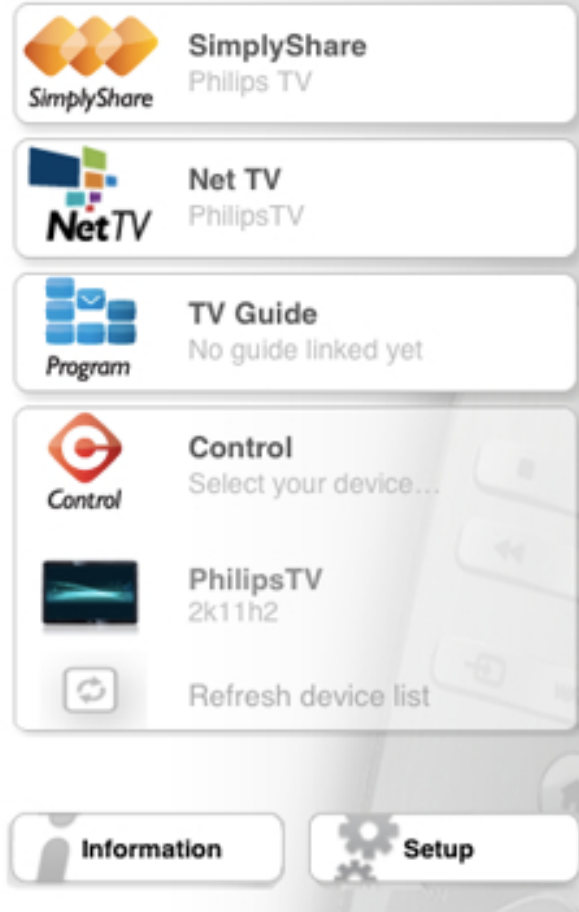 SimplyShare
SimplyShare
Philips TV
Net TV
NetTV
PhilipsTV
TV Guide
Program
No guide linked yet
Control
Control
Select your device...
PhilipsTV
2k11h2
Refresh device list
Information
Setup